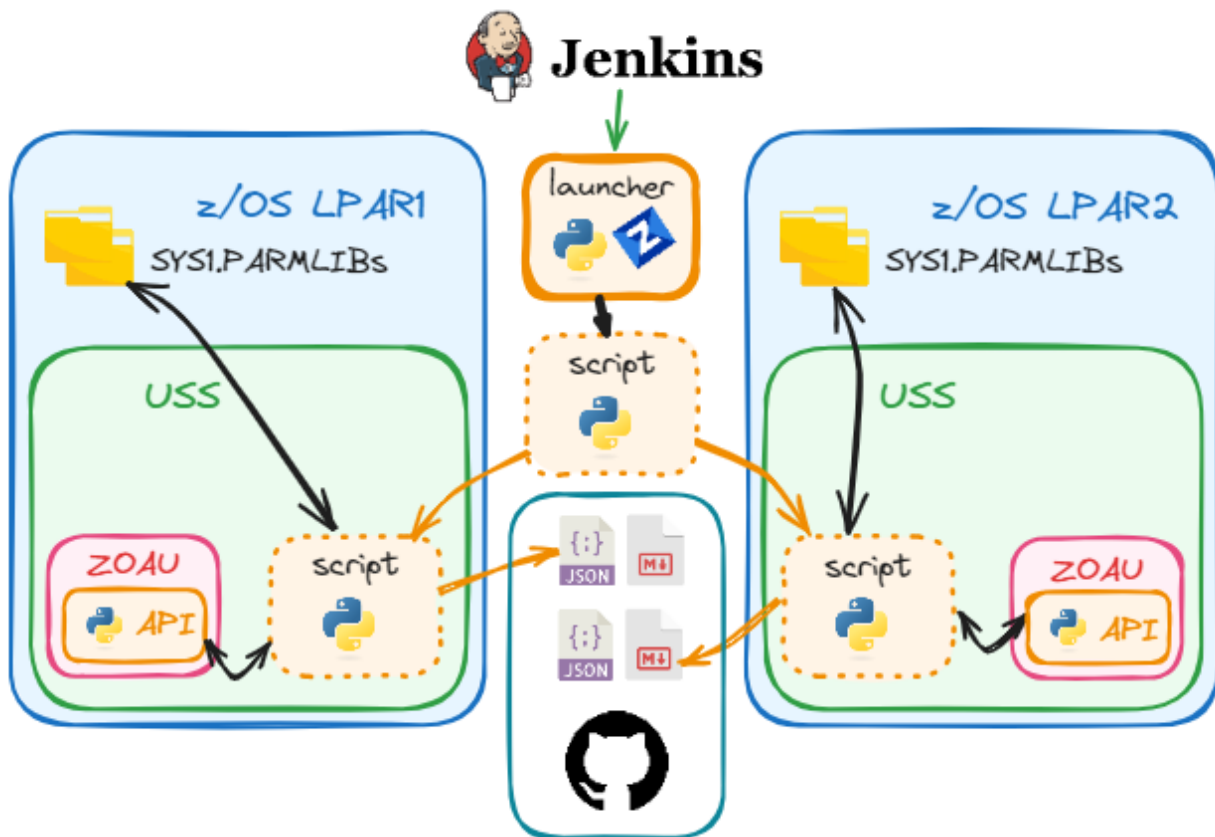 Jenkins
launcher
z/OS LPAR1
SYS1.PARMLIBs
z/OS LPAR2
SYS1.PARMLIBs
script
USS
USS
{;}
JSON
M
script
ZOAU
API
script
ZOAU
API
{;}
JSON
M